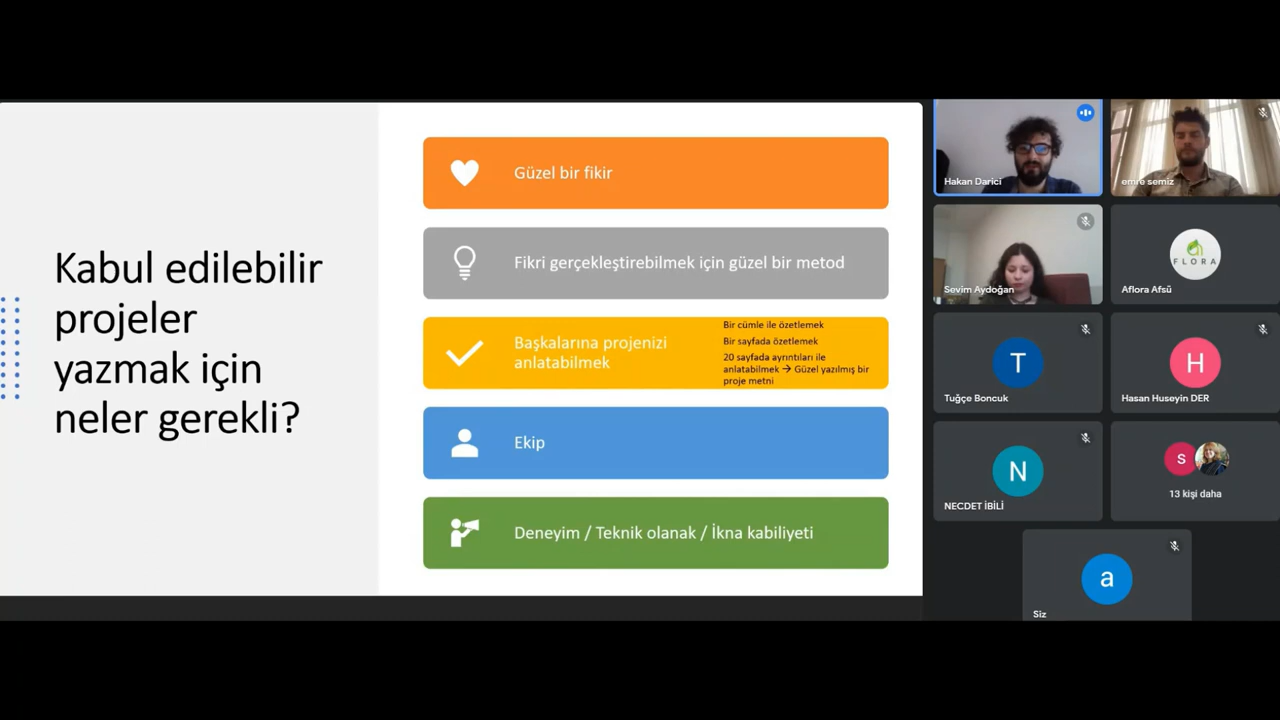 Kabul edilebilir
projeler
yazmak için
neler gerekli?
Güzel bir fikir
Fikri gerçekleştirebilmek için güzel bir metod
Başkalarına projenizi
anlatabilmek
Bir cümle ile özetlemek
Bir sayfada özetlemek
20 sayfada ayrıntıları ile
anlatabilmek → Güzel yazılmış bir
proje metni
Ekip
Deneyim / Teknik olanak / İkna kabiliyeti
Hakan Darici
emre semiz
Sevim Aydoğan
FLORA
Aflora Afsü
T
Tuğçe Boncuk
H
Hasan Huseyin DER
N
NECDET İBİLİ
S
13 kişi daha
a
Siz